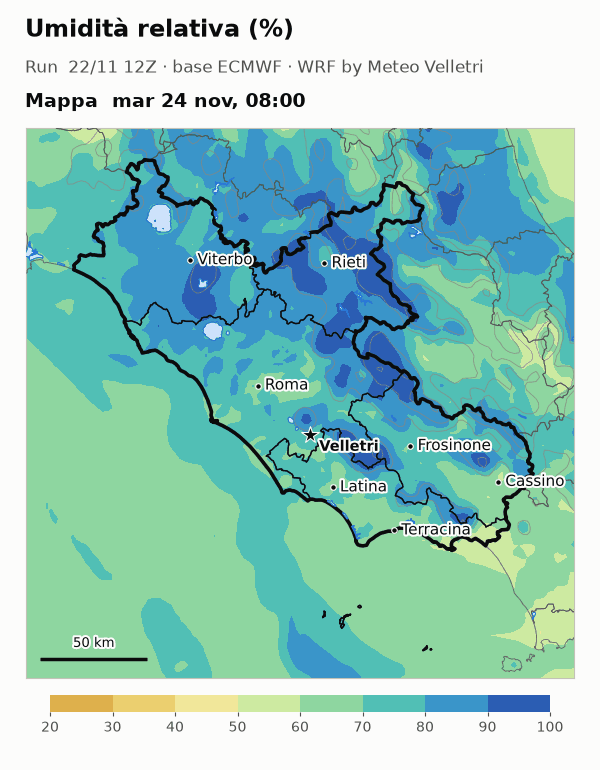 Umidità relativa (%)
Run  22/11 12Z · base ECMWF · WRF by Meteo Velletri
Mappa  mar 24 nov, 08:00
Viterbo
Rieti
Roma
Velletri
Frosinone
Cassino
Latina
Terracina
50 km
20 30 40 50 60 70 80 90 100